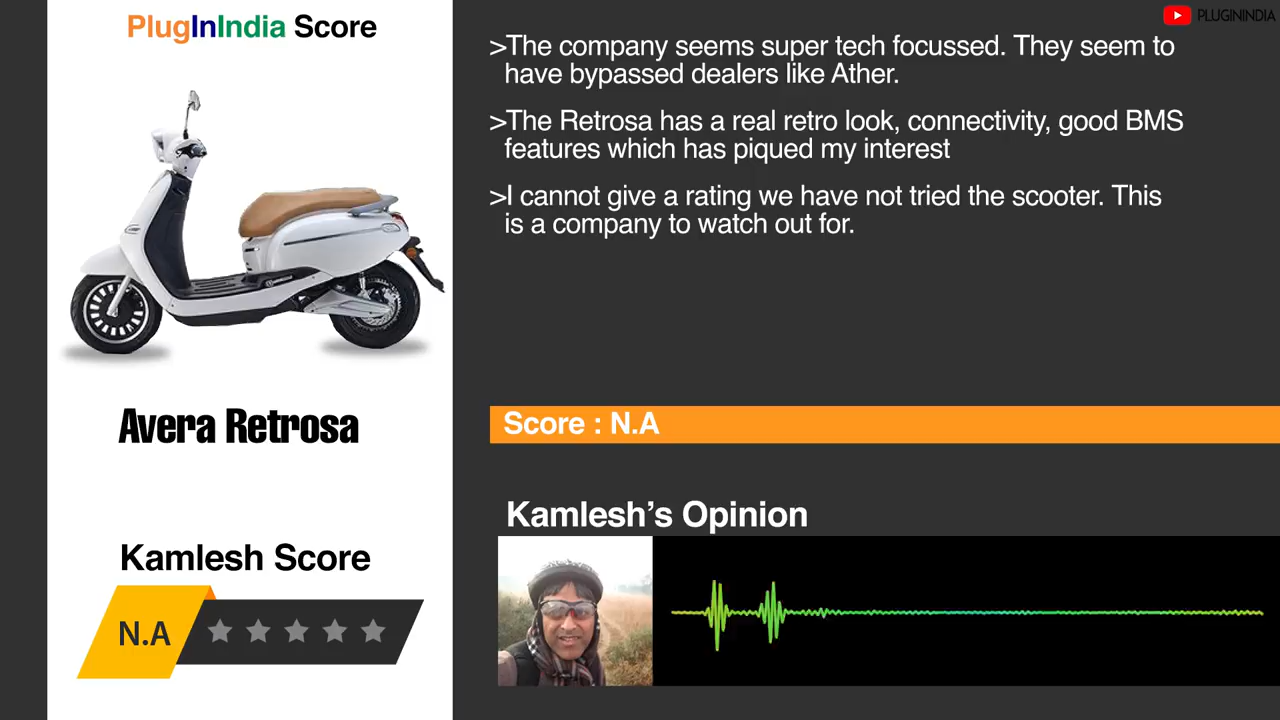 PlugInIndia Score
Avera Retrosa
Kamlesh Score
N.A
PLUGININDIA
>The company seems super tech focussed. They seem to
have bypassed dealers like Ather.
>The Retrosa has a real retro look, connectivity, good BMS
features which has piqued my interest
>I cannot give a rating we have not tried the scooter. This
is a company to watch out for.
Score : N.A
Kamlesh’s Opinion